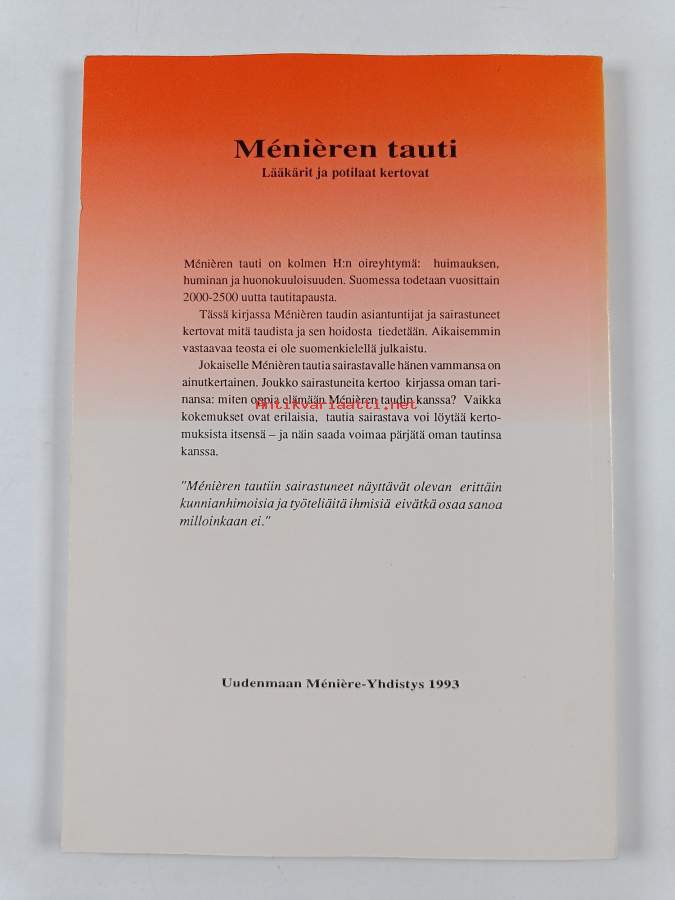 Ménièren tauti
Lääkärit ja potilaat kertovat
Ménièren tauti on kolmen H:n oireyhtymä: huimauksen,
huminan ja huonokuuloisuuden. Suomessa todetaan vuosittain
2000-2500 uutta tautitapausta.
Tässä kirjassa Ménièren taudin asiantuntijat ja sairastuneet
kertovat mitä taudista ja sen hoidosta tiedetään. Aikaisemmin
vastaavaa teosta ei ole suomenkielellä julkaistu.
Jokaiselle Ménièren tautia sairastavalle hänen vammansa on
ainutkertainen. Joukko sairastuneita kertoo kirjassa oman tari-
nansa: miten oppia elämään Ménièren taudin kanssa? Vaikka
Antikvariaatti.net
kokemukset ovat erilaisia, tautia sairastava voi löytää kerto-
muksista itsensä – ja näin saada voimaa pärjätä oman tautinsa
kanssa.
"Ménièren tautiin sairastuneet näyttävät olevan erittäin
kunnianhimoisia ja työteliäitä ihmisiä eivätkä osaa sanoa
milloinkaan ei."
Uudenmaan Ménière-Yhdistys 1993